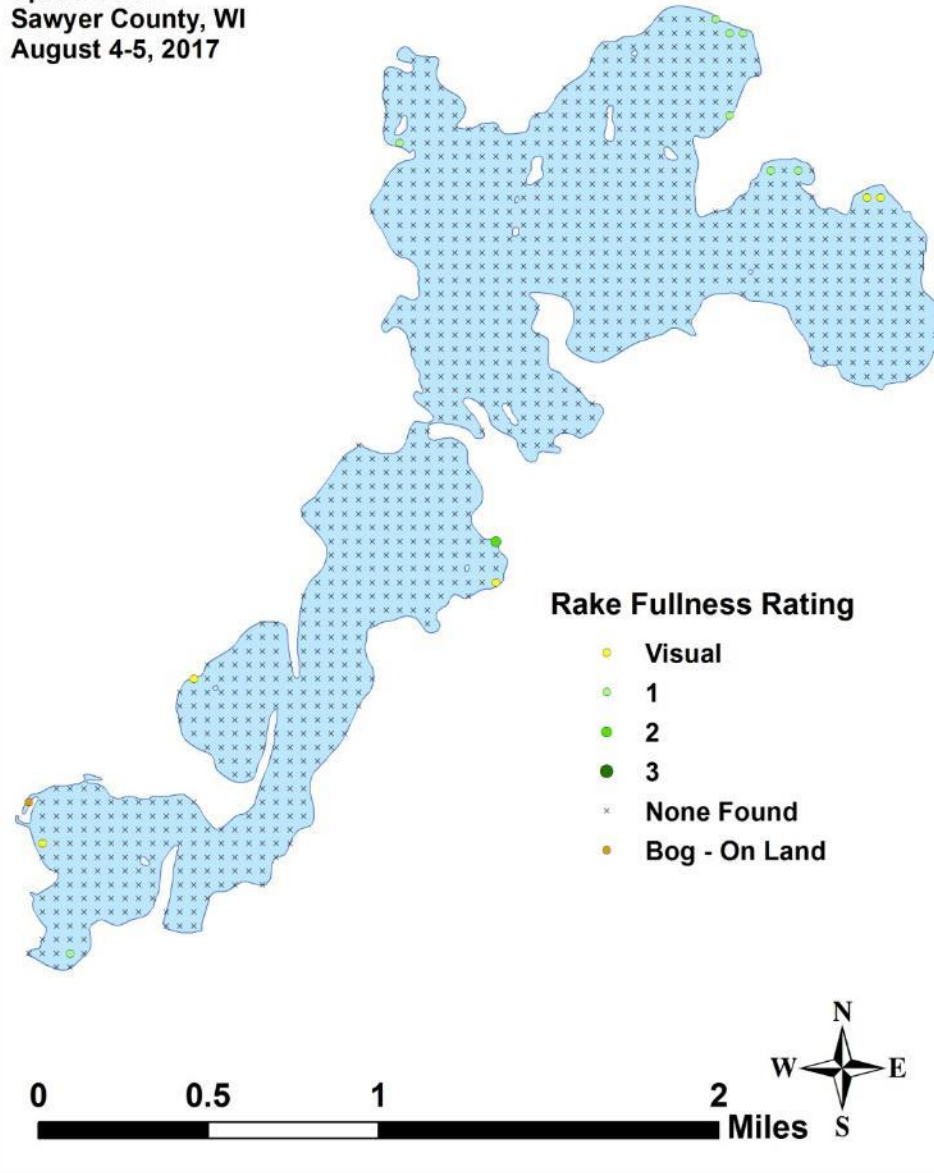 Sawyer County, WI
August 4-5, 2017
Rake Fullness Rating
Visual
1
2
3
None Found
Bog - On Land
N
W E
S
0 0.5 1 2
Miles